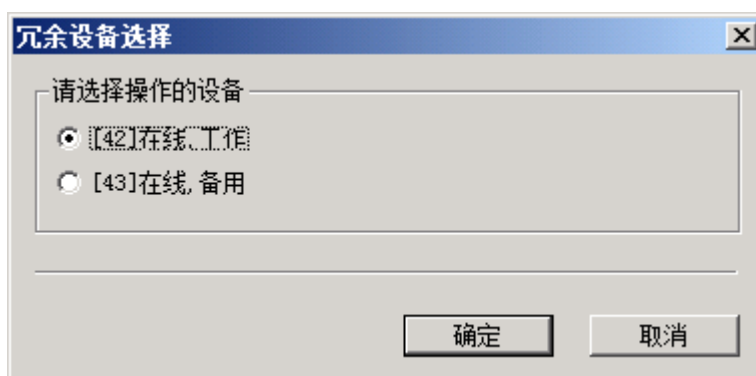 冗余设备选择
请选择操作的设备
[42]在线,工作
[43]在线,备用
确定
取消